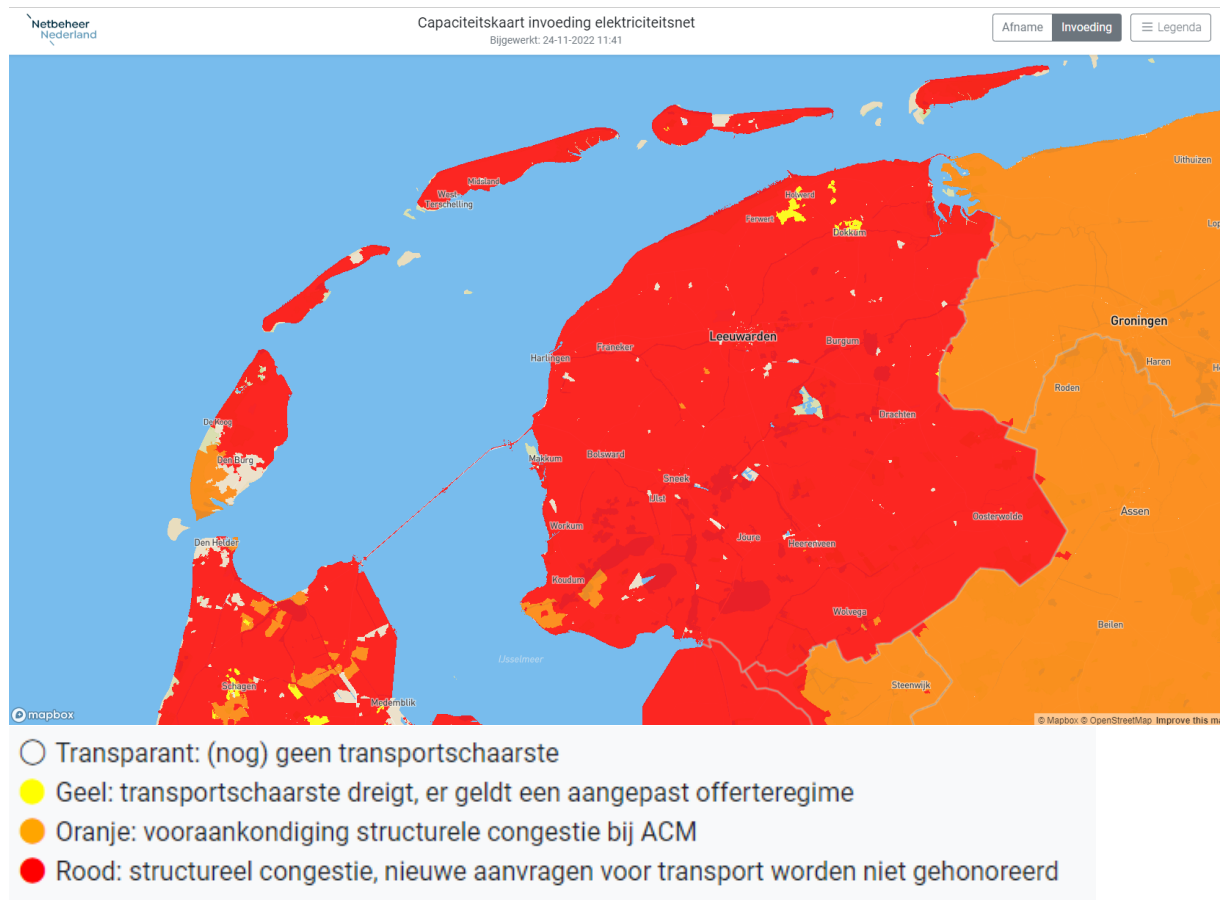 Netbeheer
Nederland
Capaciteitskaart invoeding elektriciteitsnet
Bijgewerkt: 24-11-2022 11:41
Afname
Invoeding
Legenda
Uithuizen
Midsland
West-
Terschelling
Holwerd
Ferwert
Dokkum
Groningen
Leeuwarden
Burgum
Franeker
Harlingen
Haren
Roden
De Koog
Drachten
Den Burg
Makkum
Bolsward
Sneek
IJlst
Assen
Oosterwolde
Workum
Den Helder
Joure
Heerenveen
Koudum
Wolvega
Beilen
IJsselmeer
Steenwijk
Schagen
Medemblik
mapbox
© Mapbox © OpenStreetMap Improve this ma
Transparant: (nog) geen transportschaarste
Geel: transportschaarste dreigt, er geldt een aangepast offerteregime
Oranje: vooraankondiging structurele congestie bij ACM
Rood: structureel congestie, nieuwe aanvragen voor transport worden niet gehonoreerd